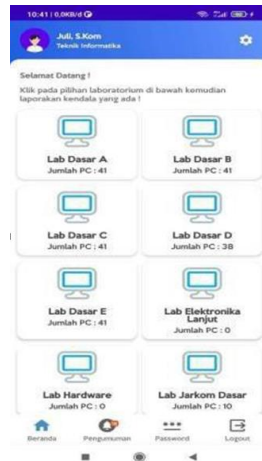 10:41 | 0,0KB/d
Juli, S.Kom
Teknik Informatika
Selamat Datang !
Klik pada pilihan laboratorium di bawah kemudian
laporakan kendala yang ada !
Lab Dasar A
Jumlah PC : 41
Lab Dasar B
Jumlah PC : 41
Lab Dasar C
Jumlah PC : 41
Lab Dasar D
Jumlah PC : 38
Lab Dasar E
Jumlah PC : 41
Lab Elektronika
Lanjut
Jumlah PC : 0
Lab Hardware
Jumlah PC : 0
Lab Jarkom Dasar
Jumlah PC : 10
Beranda
Pengumuman
Password
Logout